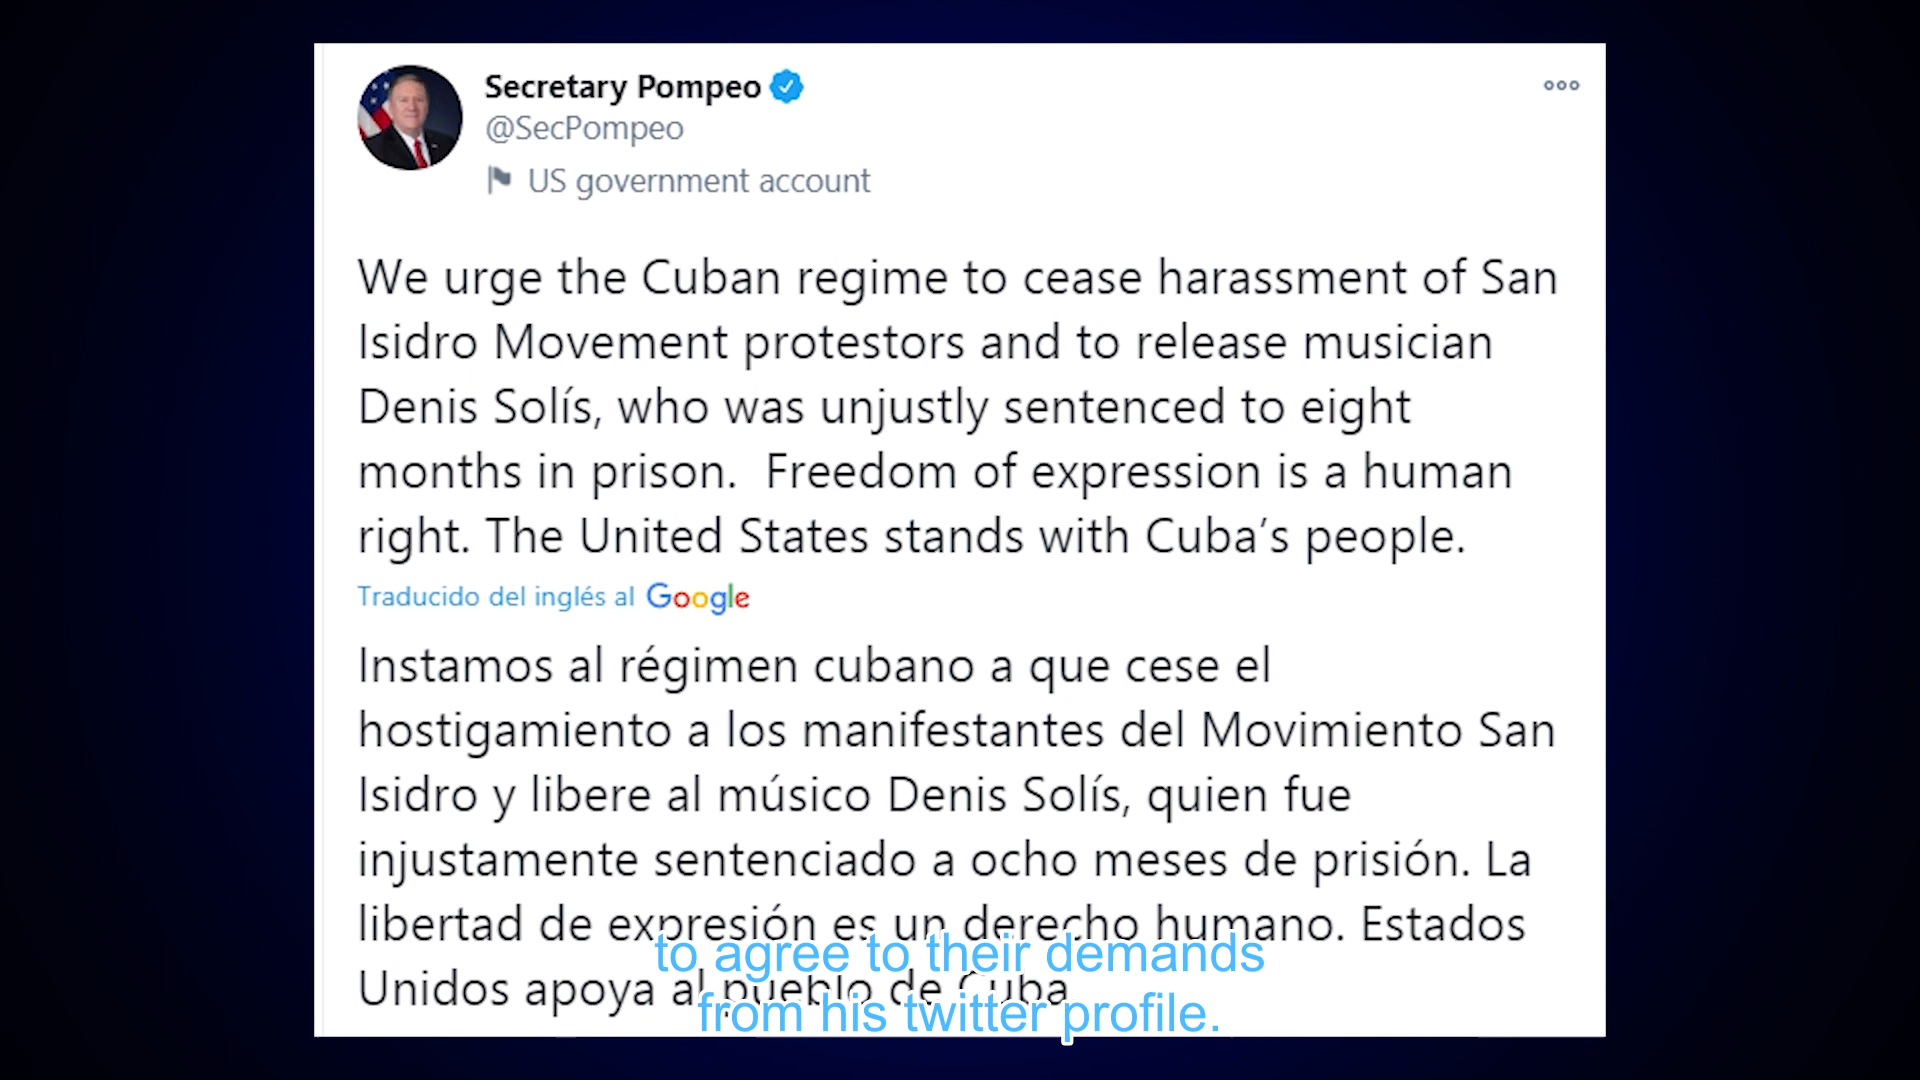 Secretary Pompeo
@SecPompeo
US government account
We urge the Cuban regime to cease harassment of San
Isidro Movement protestors and to release musician
Denis Solís, who was unjustly sentenced to eight
months in prison.  Freedom of expression is a human
right. The United States stands with Cuba’s people.
Traducido del inglés al Google
Instamos al régimen cubano a que cese el
hostigamiento a los manifestantes del Movimiento San
Isidro y libere al músico Denis Solís, quien fue
injustamente sentenciado a ocho meses de prisión. La
libertad de expresión es un derecho humano. Estados
Unidos apoya al pueblo de Cuba
to agree to their demands
from his twitter profile.